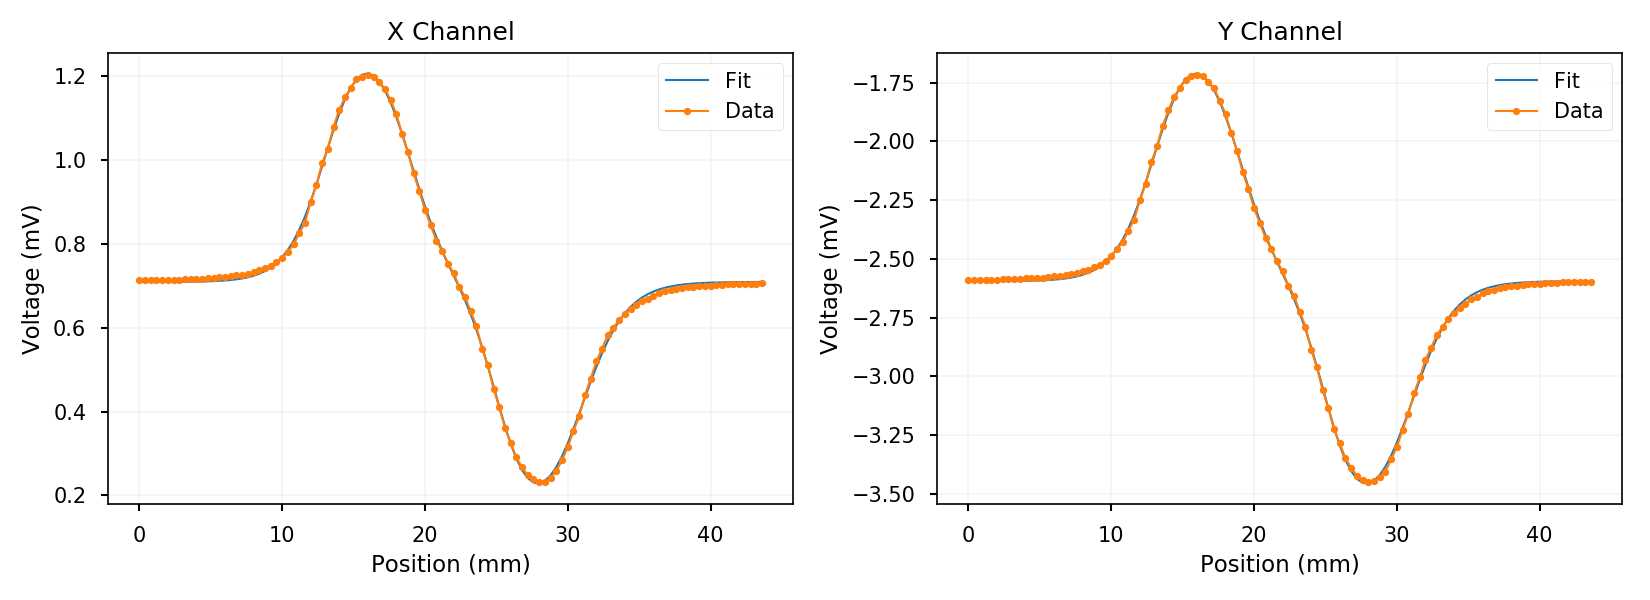 X Channel
Voltage (mV)
1.2
1.0
0.8
0.6
0.4
0.2
0 10 20 30 40
Position (mm)
Fit
Data
Y Channel
Voltage (mV)
−1.75
−2.00
−2.25
−2.50
−2.75
−3.00
−3.25
−3.50
0 10 20 30 40
Position (mm)
Fit
Data